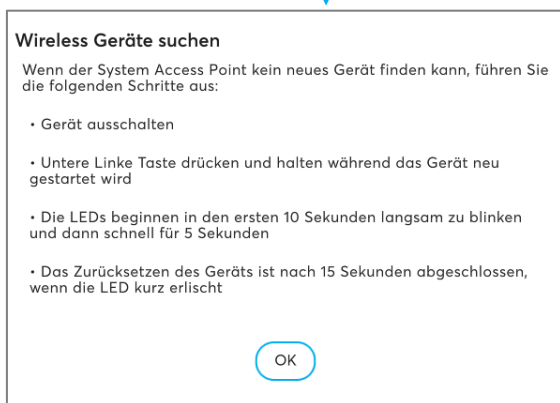 Wireless Geräte suchen
Wenn der System Access Point kein neues Gerät finden kann, führen Sie
die folgenden Schritte aus:
• Gerät ausschalten
• Untere Linke Taste drücken und halten während das Gerät neu
gestartet wird
• Die LEDs beginnen in den ersten 10 Sekunden langsam zu blinken
und dann schnell für 5 Sekunden
• Das Zurücksetzen des Geräts ist nach 15 Sekunden abgeschlossen,
wenn die LED kurz erlischt
OK